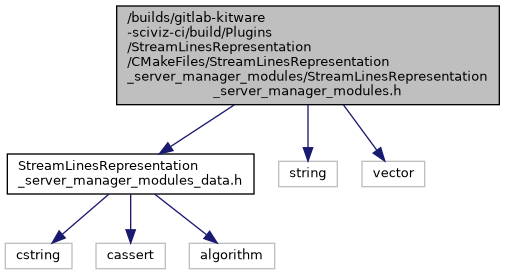 /builds/gitlab-kitware
-sciviz-ci/build/Plugins
/StreamLinesRepresentation
/CMakeFiles/StreamLinesRepresentation
_server_manager_modules/StreamLinesRepresentation
_server_manager_modules.h
StreamLinesRepresentation
_server_manager_modules_data.h
string
vector
cstring
cassert
algorithm